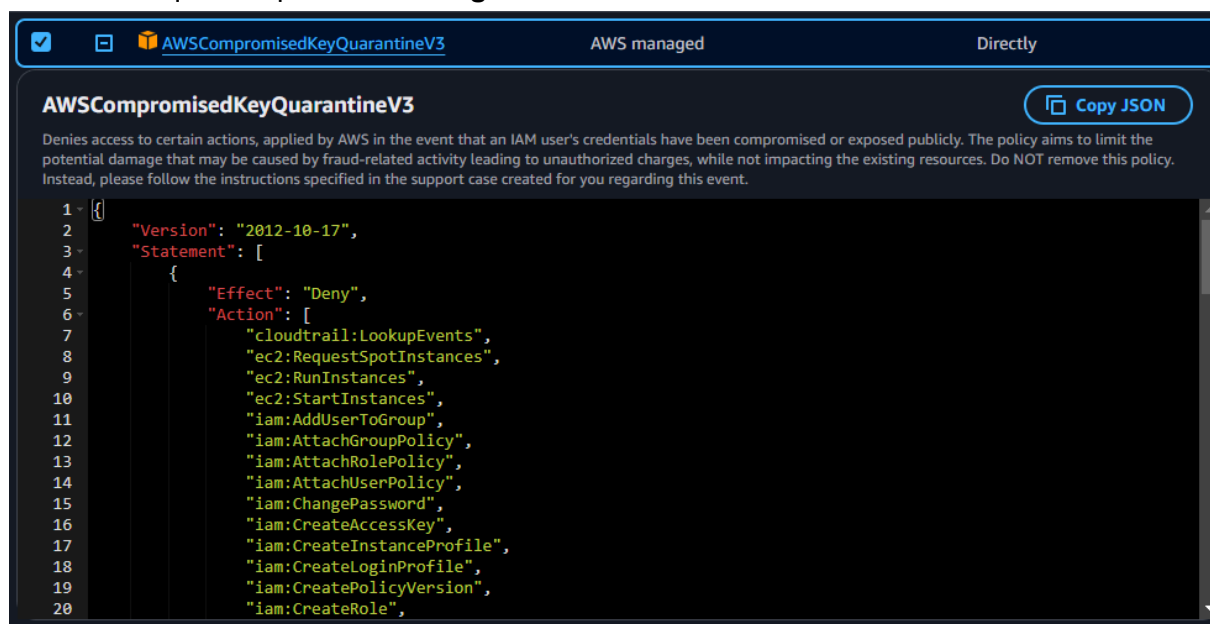 AWSCompromisedKeyQuarantineV3 AWS managed Directly
AWSCompromisedKeyQuarantineV3 Copy JSON
Denies access to certain actions, applied by AWS in the event that an IAM user's credentials have been compromised or exposed publicly. The policy aims to limit the
potential damage that may be caused by fraud-related activity leading to unauthorized charges, while not impacting the existing resources. Do NOT remove this policy.
Instead, please follow the instructions specified in the support case created for you regarding this event.
1 {
2 "Version": "2012-10-17",
3 "Statement": [
4 {
5 "Effect": "Deny",
6 "Action": [
7 "cloudtrail:LookupEvents",
8 "ec2:RequestSpotInstances",
9 "ec2:RunInstances",
10 "ec2:StartInstances",
11 "iam:AddUserToGroup",
12 "iam:AttachGroupPolicy",
13 "iam:AttachRolePolicy",
14 "iam:AttachUserPolicy",
15 "iam:ChangePassword",
16 "iam:CreateAccessKey",
17 "iam:CreateInstanceProfile",
18 "iam:CreateLoginProfile",
19 "iam:CreatePolicyVersion",
20 "iam:CreateRole",